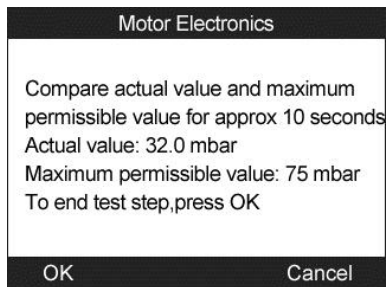 Motor Electronics
Compare actual value and maximum
permissible value for approx 10 seconds
Actual value: 32.0 mbar
Maximum permissible value: 75 mbar
To end test step,press OK
OK Cancel